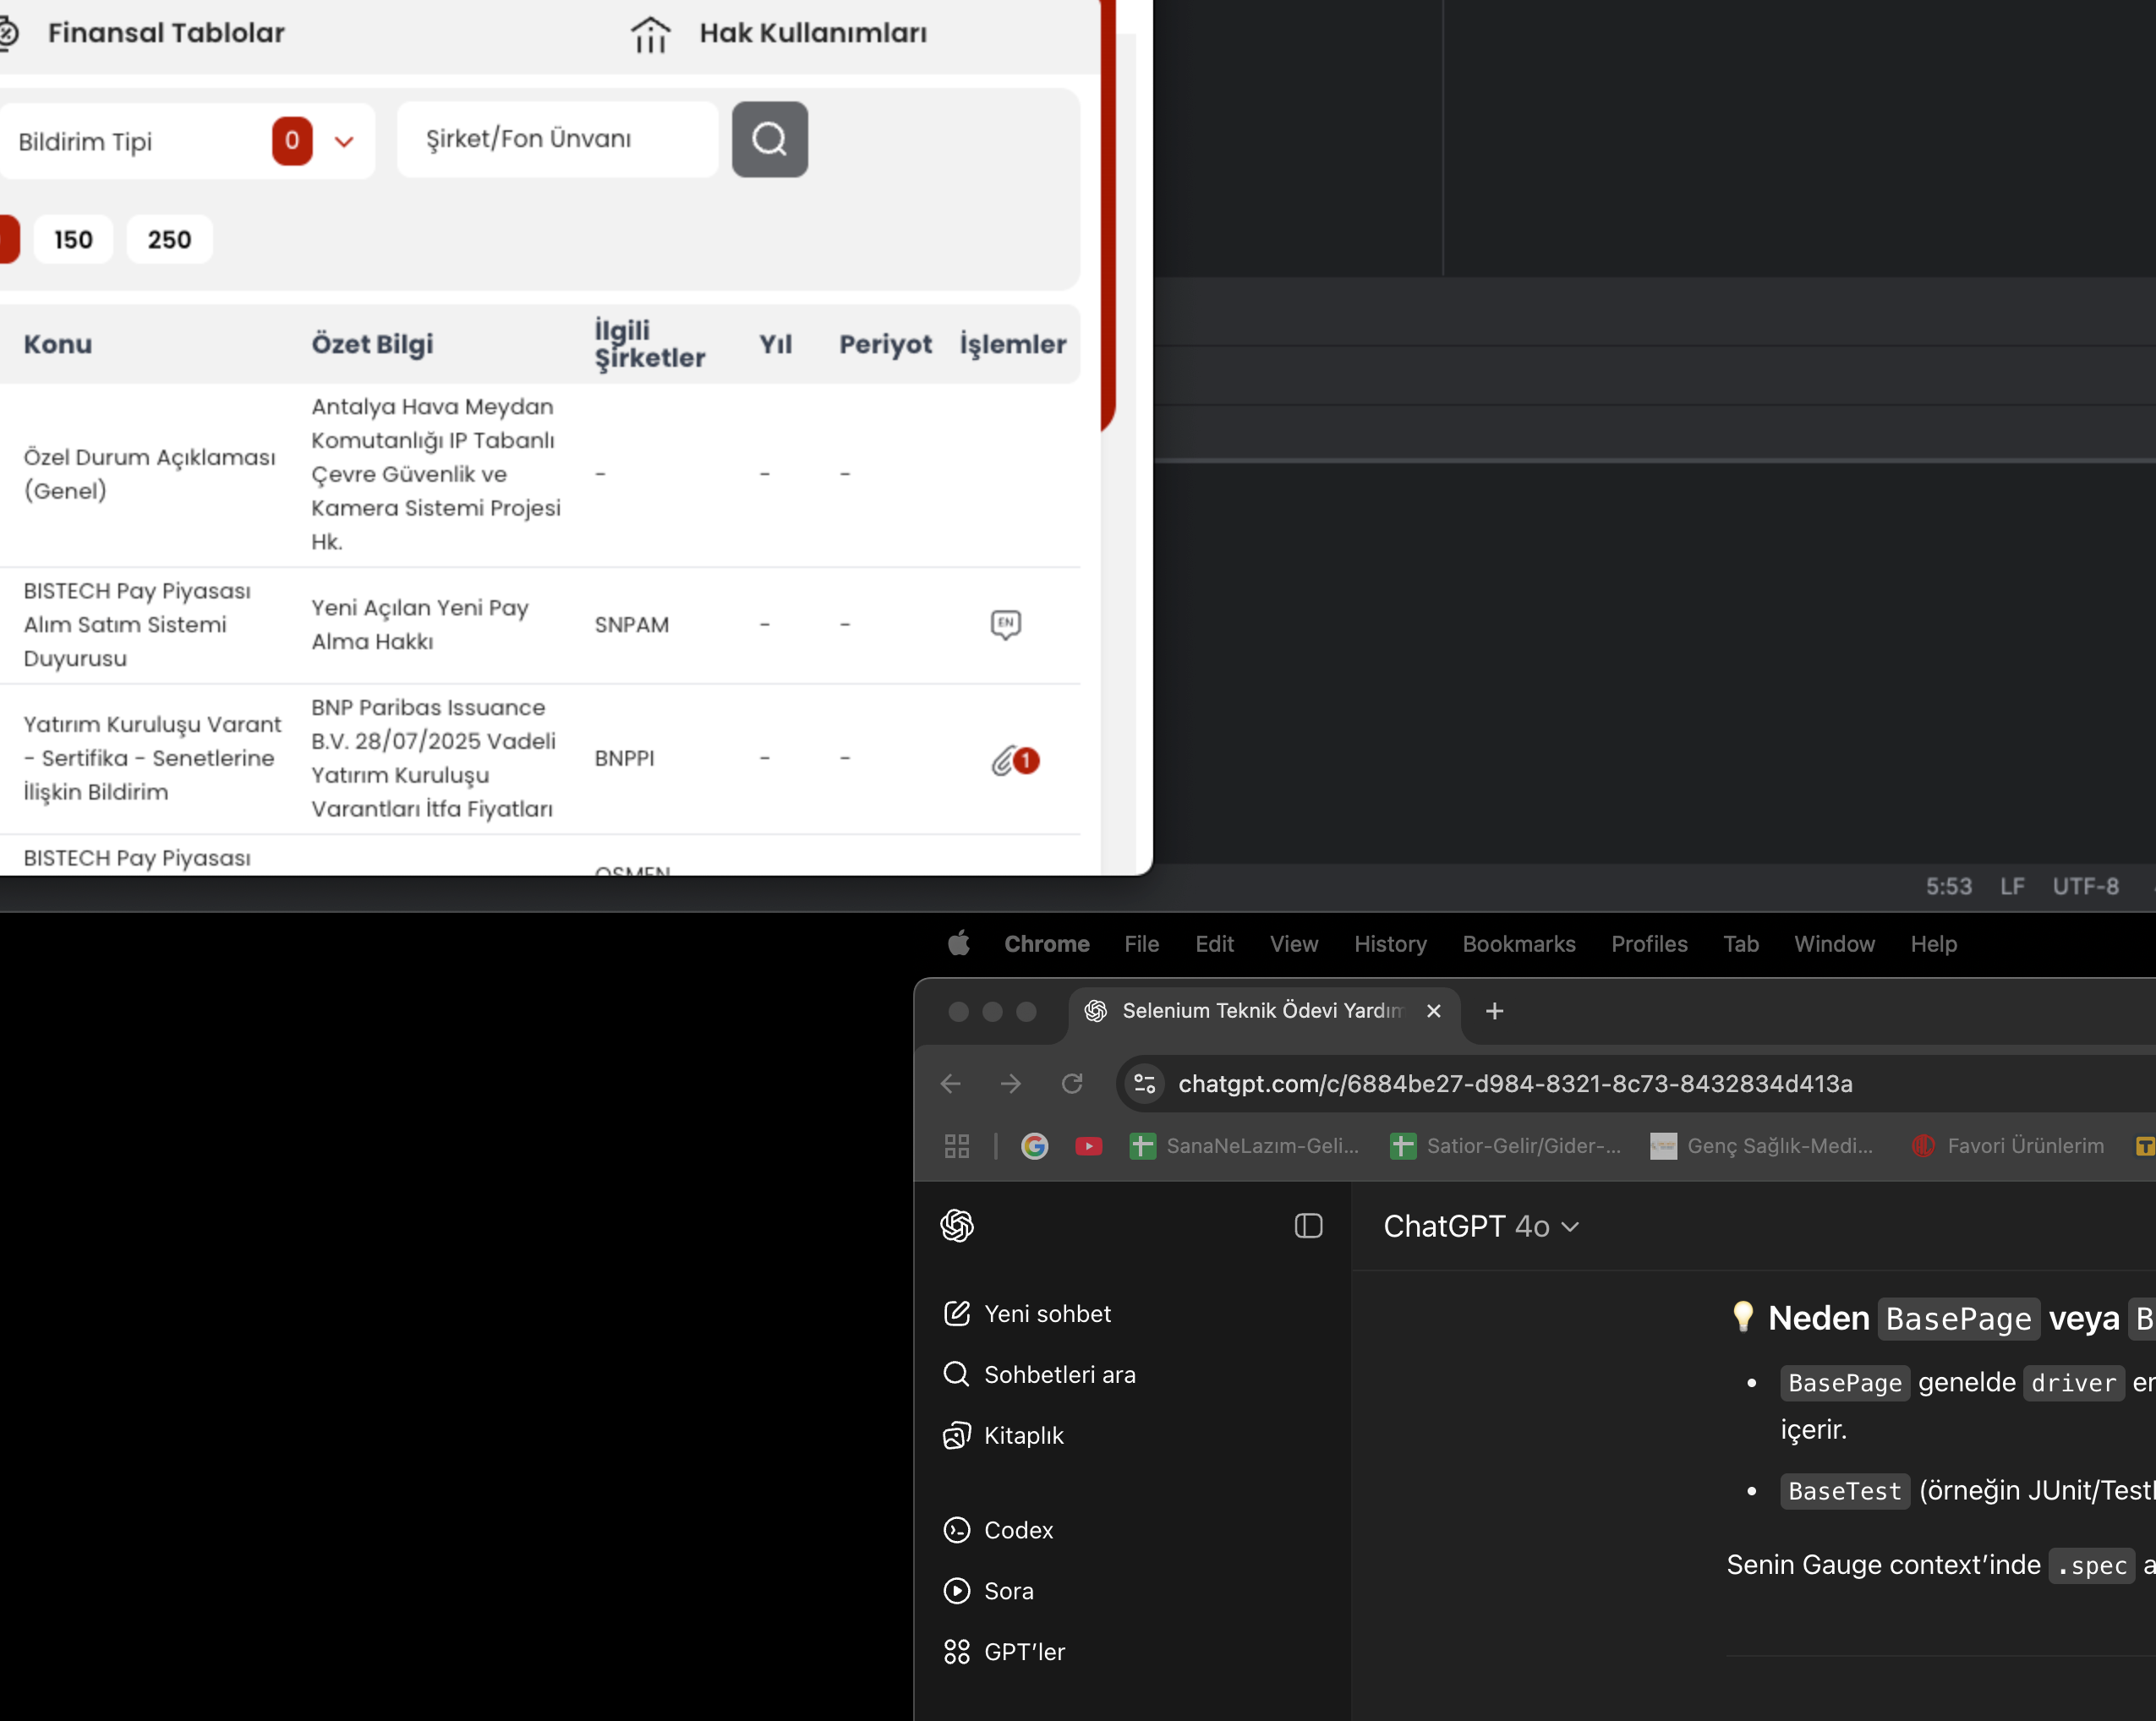 Finansal Tablolar
Hak Kullanımları
Bildirim Tipi
0
Şirket/Fon Ünvanı
150
250
Konu
Özet Bilgi
İlgili
Şirketler
Yıl
Periyot
İşlemler
Özel Durum Açıklaması
(Genel)
Antalya Hava Meydan
Komutanlığı IP Tabanlı
Çevre Güvenlik ve
Kamera Sistemi Projesi
Hk.
-
-
-
BISTECH Pay Piyasası
Alım Satım Sistemi
Duyurusu
Yeni Açılan Yeni Pay
Alma Hakkı
SNPAM
-
-
EN
Yatırım Kuruluşu Varant
- Sertifika - Senetlerine
İlişkin Bildirim
BNP Paribas Issuance
B.V. 28/07/2025 Vadeli
Yatırım Kuruluşu
Varantları İtfa Fiyatları
BNPPI
-
-
1
BISTECH Pay Piyasası
5:53 LF UTF-8
Chrome File Edit View History Bookmarks Profiles Tab Window Help
Selenium Teknik Ödevi Yardım
chatgpt.com/c/6884be27-d984-8321-8c73-8432834d413a
SanaNeLazım-Geli...
Satior-Gelir/Gider-...
Genç Sağlık-Medi...
Favori Ürünlerim
ChatGPT 4o
Yeni sohbet
Sohbetleri ara
Kitaplık
Codex
Sora
GPT'ler
Neden BasePage veya B
• BasePage genelde driver er
içerir.
• BaseTest (örneğin JUnit/Test
Senin Gauge context'inde .spec a